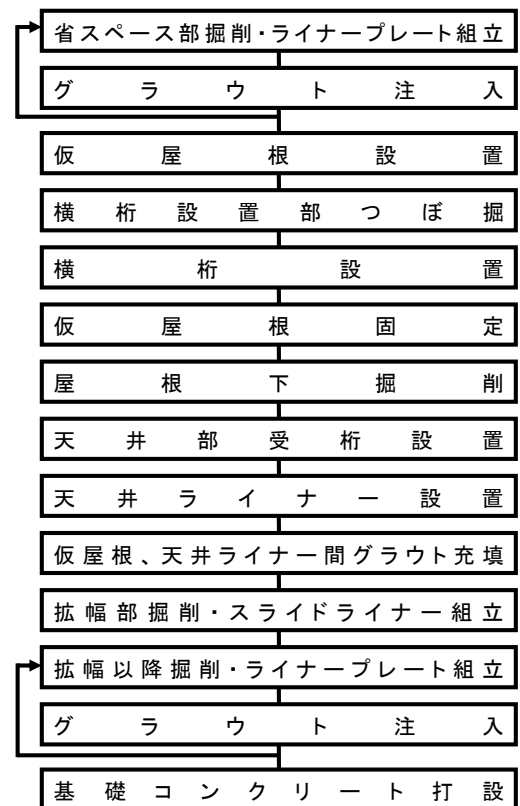 省スペース部掘削・ライナープレート組立
グラウト注入
仮屋根設置
横桁設置部つぼ掘
横桁設置
仮屋根固定
屋根下掘削
天井部受桁設置
天井ライナー設置
仮屋根、天井ライナー間グラウト充填
拡幅部掘削・スライドライナー組立
拡幅以降掘削・ライナープレート組立
グラウト注入
基礎コンクリート打設